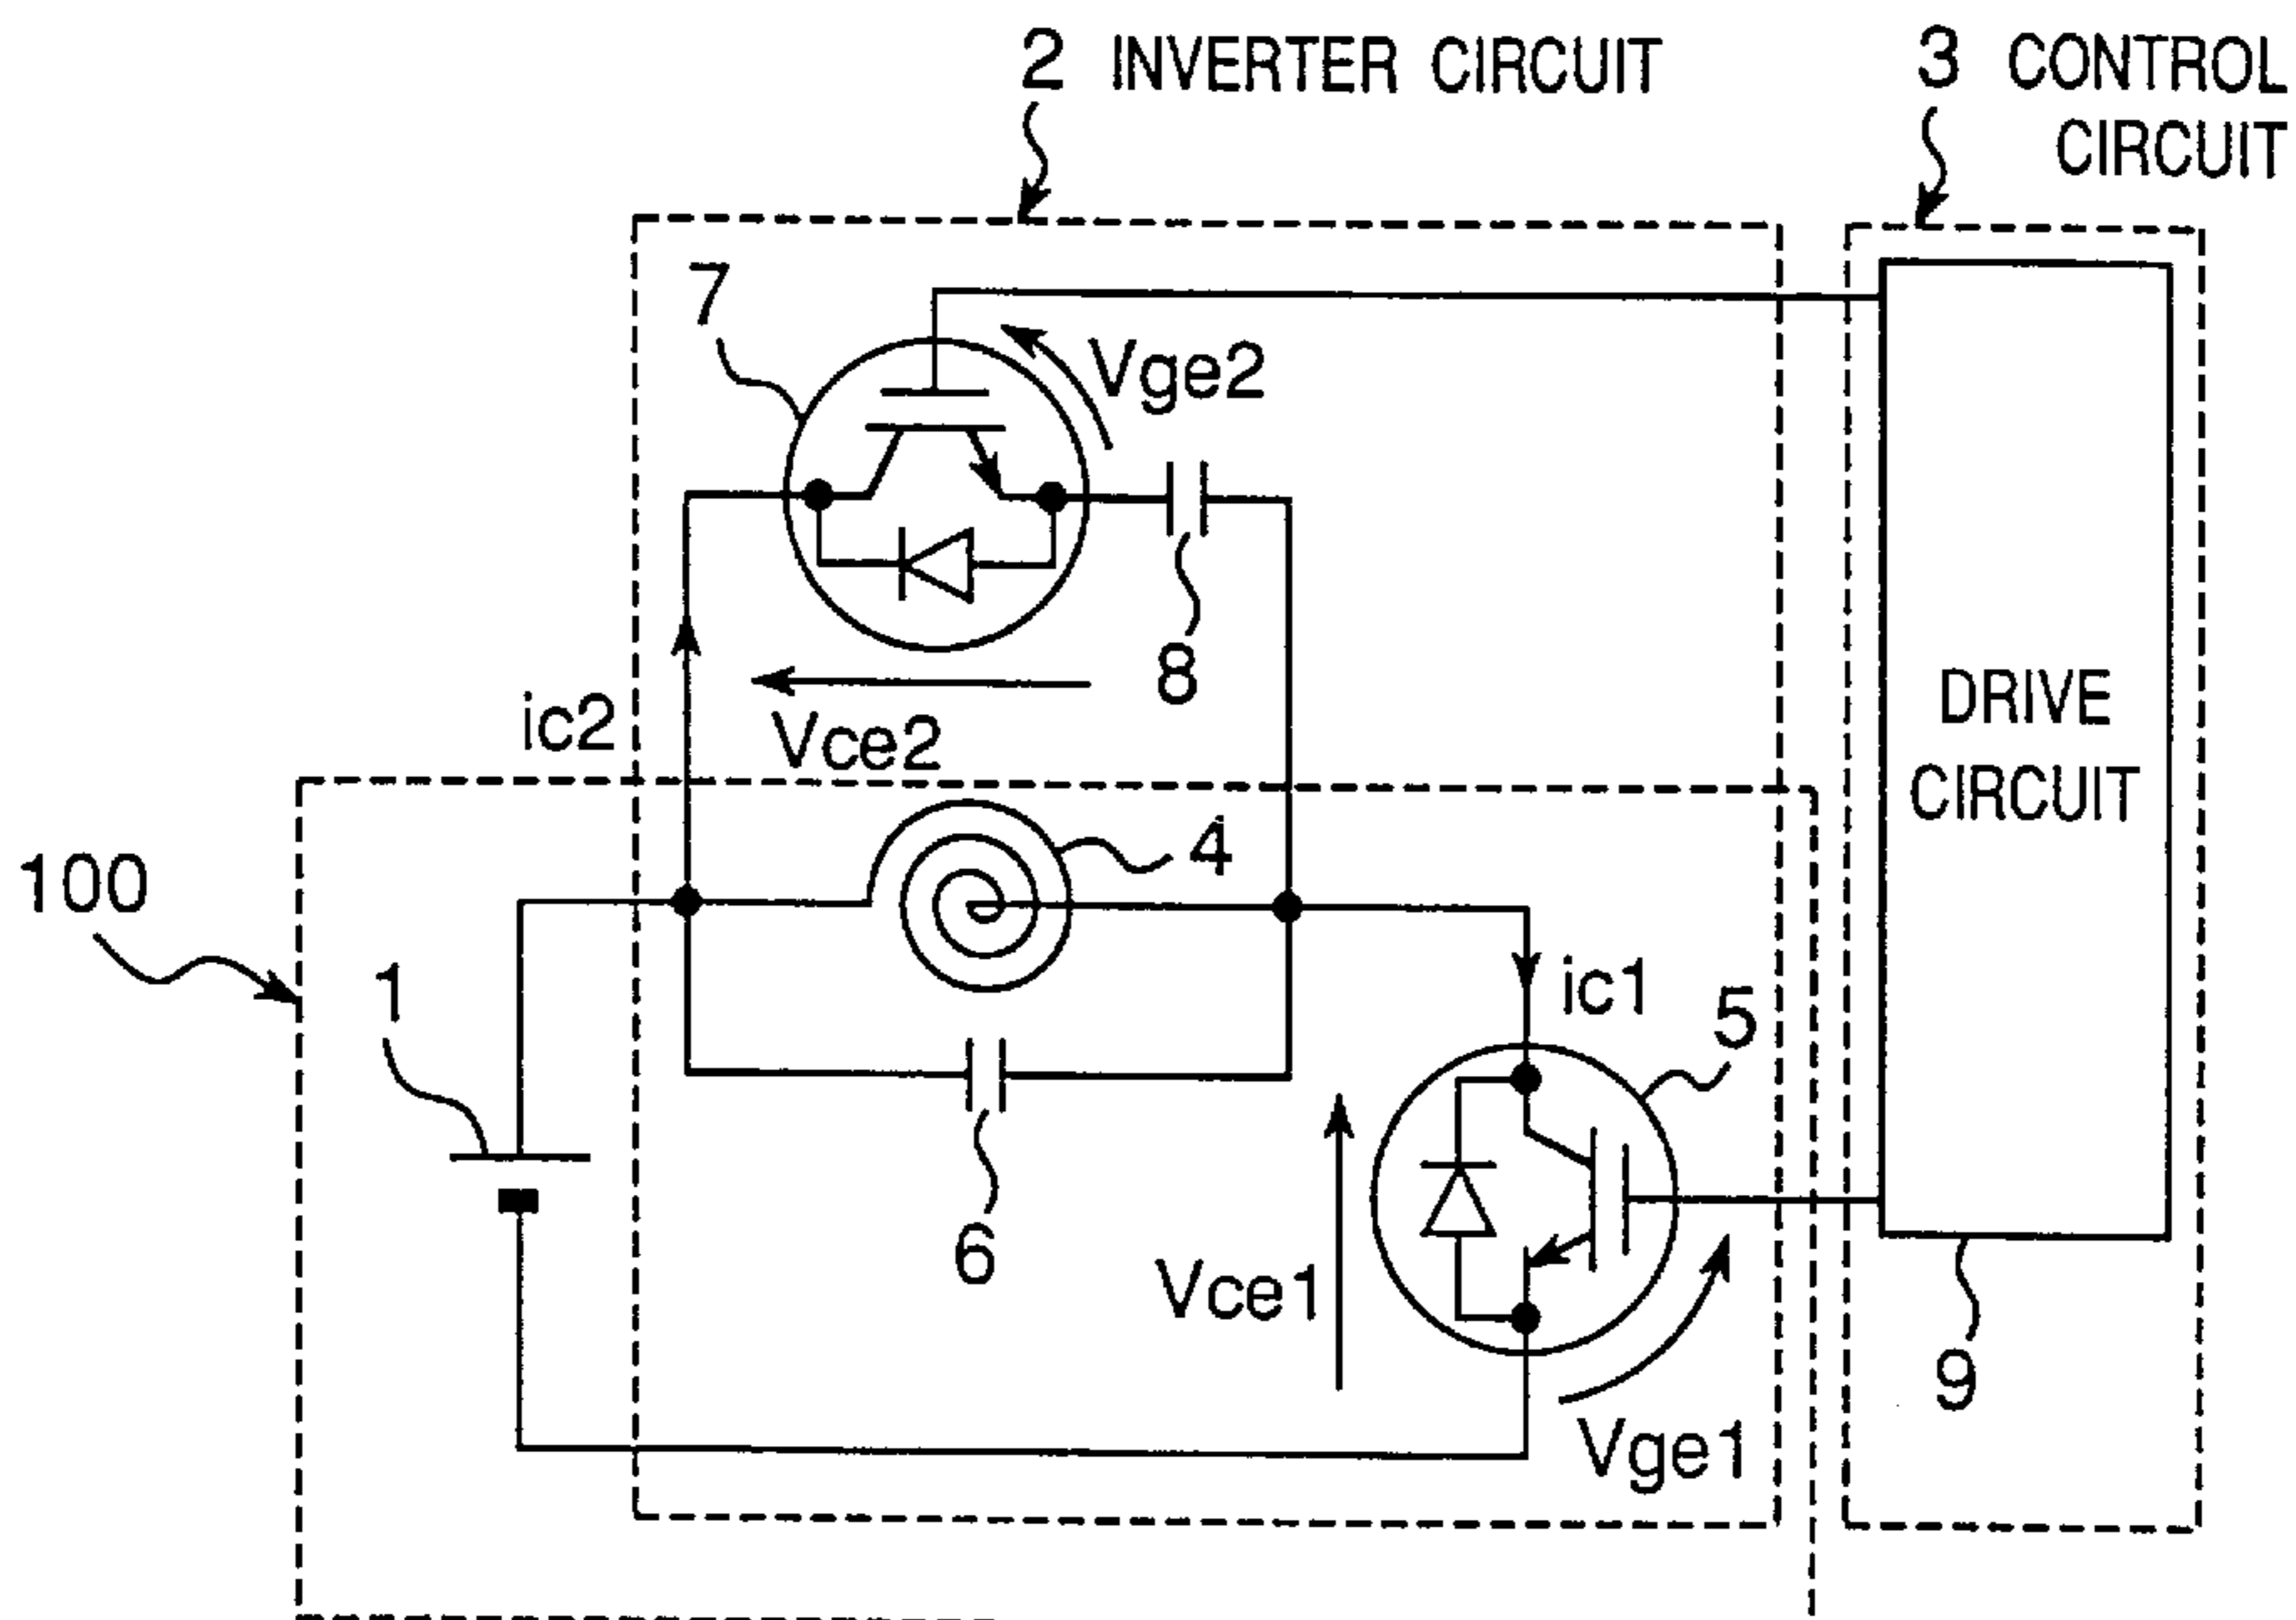 2 INVERTER CIRCUIT
3 CONTROL
CIRCUIT
7
Vge2
8
ic2
Vce2
DRIVE
CIRCUIT
4
100
1
ic1
5
6
Vce1
9
Vge1